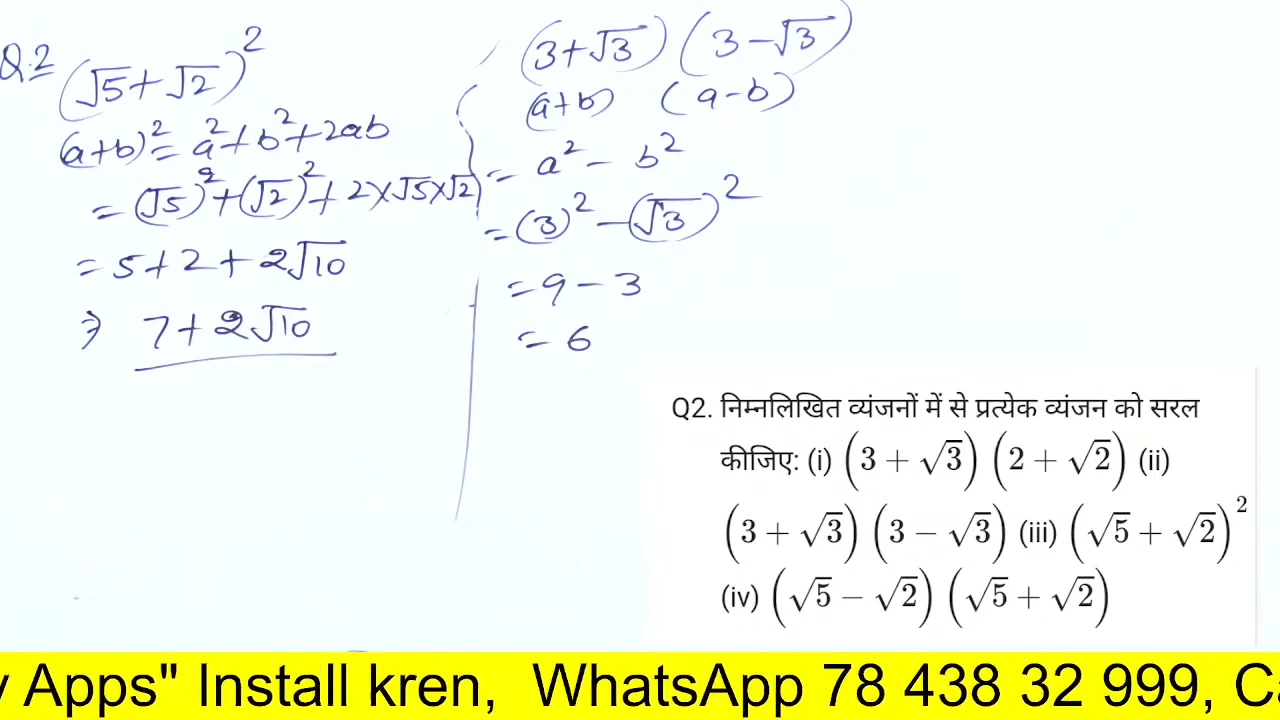 Q.2 (√5+√2)²
(a+b)²= a²+b²+2ab
= (√5)²+(√2)²+2×√5×√2
= 5+2+2√10
⇒ 7+2√10
(3+√3) (3-√3)
(a+b) (a-b)
= a² - b²
= (3)² - (√3)²
= 9 - 3
= 6
Q2. निम्नलिखित व्यंजनों में से प्रत्येक व्यंजन को सरल
कीजिए: (i) (3 + √3) (2 + √2) (ii)
(3 + √3) (3 − √3) (iii) (√5 + √2)²
(iv) (√5 − √2) (√5 + √2)
y Apps" Install kren, WhatsApp 78 438 32 999, Ca